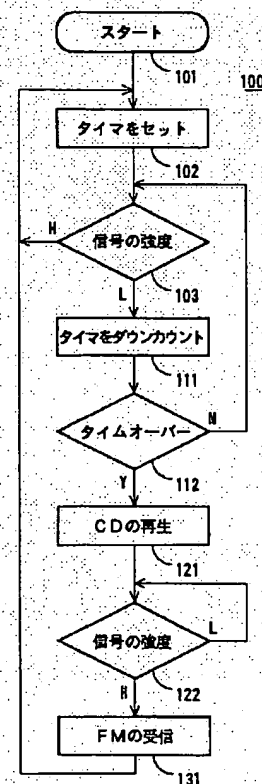 スタート
101
100
タイマをセット
102
H
信号の強度
103
L
タイマをダウンカウント
111
タイムオーバー
N
112
Y
CDの再生
121
信号の強度
L
122
H
FMの受信
131